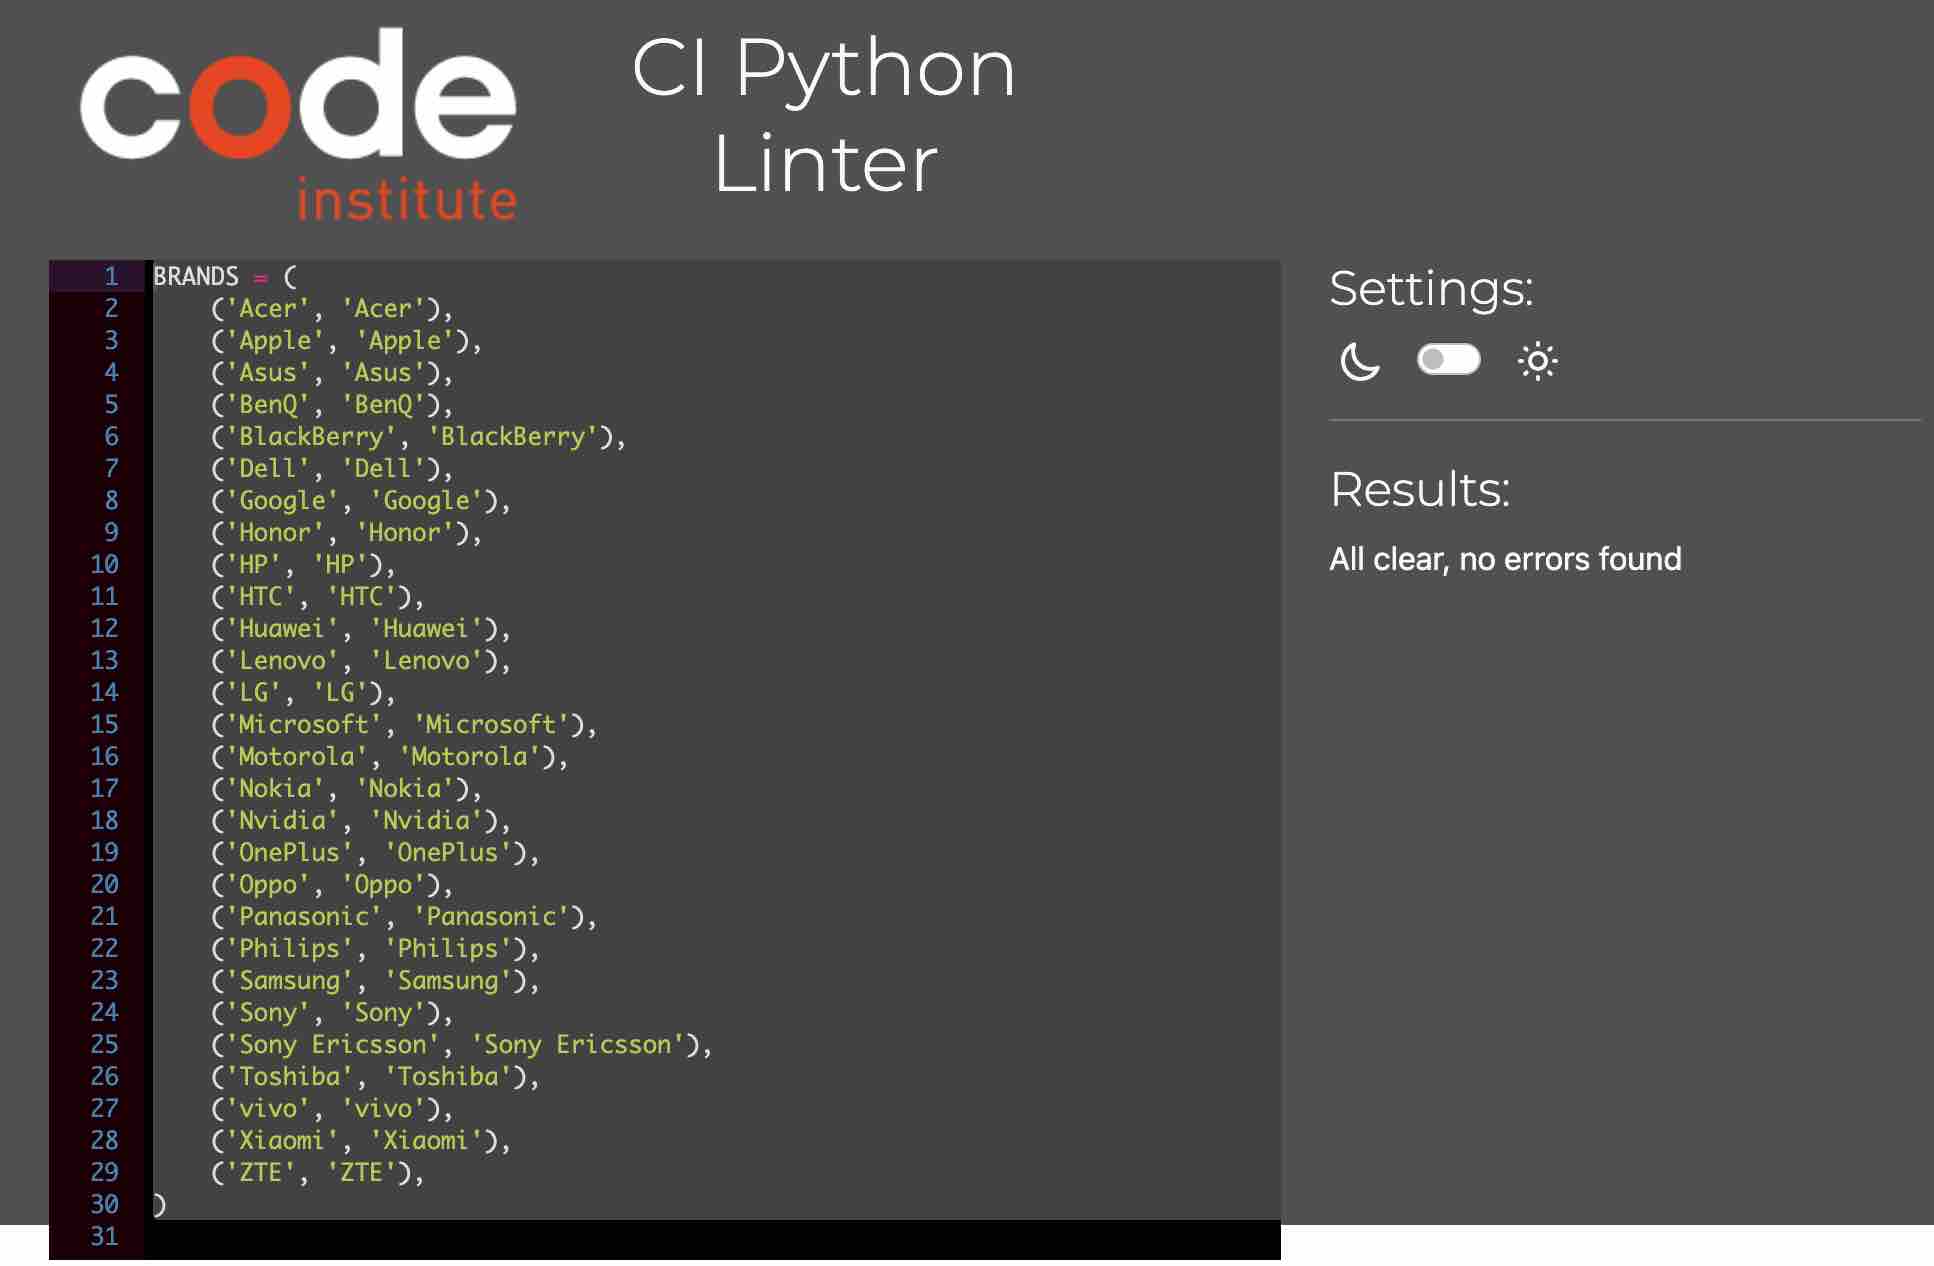 code
institute
CI Python
Linter
1 BRANDS = (
2     ('Acer', 'Acer'),
3     ('Apple', 'Apple'),
4     ('Asus', 'Asus'),
5     ('BenQ', 'BenQ'),
6     ('BlackBerry', 'BlackBerry'),
7     ('Dell', 'Dell'),
8     ('Google', 'Google'),
9     ('Honor', 'Honor'),
10     ('HP', 'HP'),
11     ('HTC', 'HTC'),
12     ('Huawei', 'Huawei'),
13     ('Lenovo', 'Lenovo'),
14     ('LG', 'LG'),
15     ('Microsoft', 'Microsoft'),
16     ('Motorola', 'Motorola'),
17     ('Nokia', 'Nokia'),
18     ('Nvidia', 'Nvidia'),
19     ('OnePlus', 'OnePlus'),
20     ('Oppo', 'Oppo'),
21     ('Panasonic', 'Panasonic'),
22     ('Philips', 'Philips'),
23     ('Samsung', 'Samsung'),
24     ('Sony', 'Sony'),
25     ('Sony Ericsson', 'Sony Ericsson'),
26     ('Toshiba', 'Toshiba'),
27     ('vivo', 'vivo'),
28     ('Xiaomi', 'Xiaomi'),
29     ('ZTE', 'ZTE'),
30 )
31
Settings:
Results:
All clear, no errors found